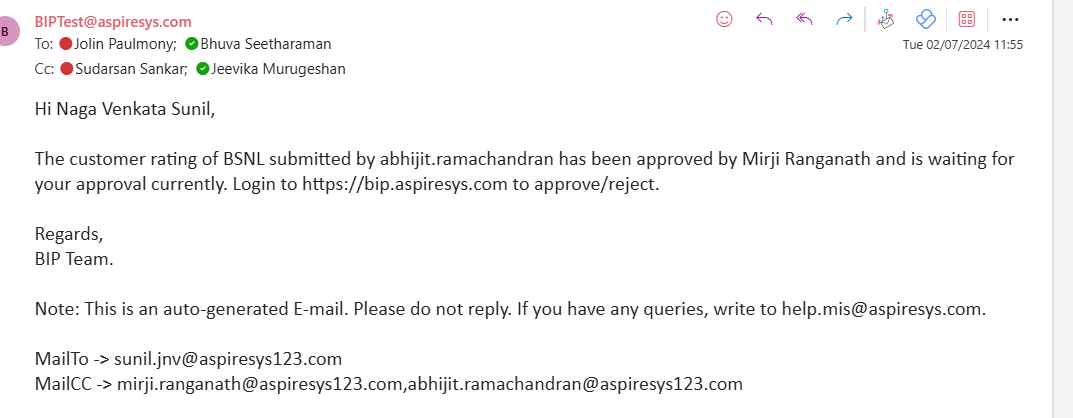 B
BIPTest@aspiresys.com
To: Jolin Paulmony; Bhuva Seetharaman
Tue 02/07/2024 11:55
Cc: Sudarsan Sankar; Jeevika Murugeshan
Hi Naga Venkata Sunil,
The customer rating of BSNL submitted by abhijit.ramachandran has been approved by Mirji Ranganath and is waiting for
your approval currently. Login to https://bip.aspiresys.com to approve/reject.
Regards,
BIP Team.
Note: This is an auto-generated E-mail. Please do not reply. If you have any queries, write to help.mis@aspiresys.com.
MailTo -> sunil.jnv@aspiresys123.com
MailCC -> mirji.ranganath@aspiresys123.com,abhijit.ramachandran@aspiresys123.com